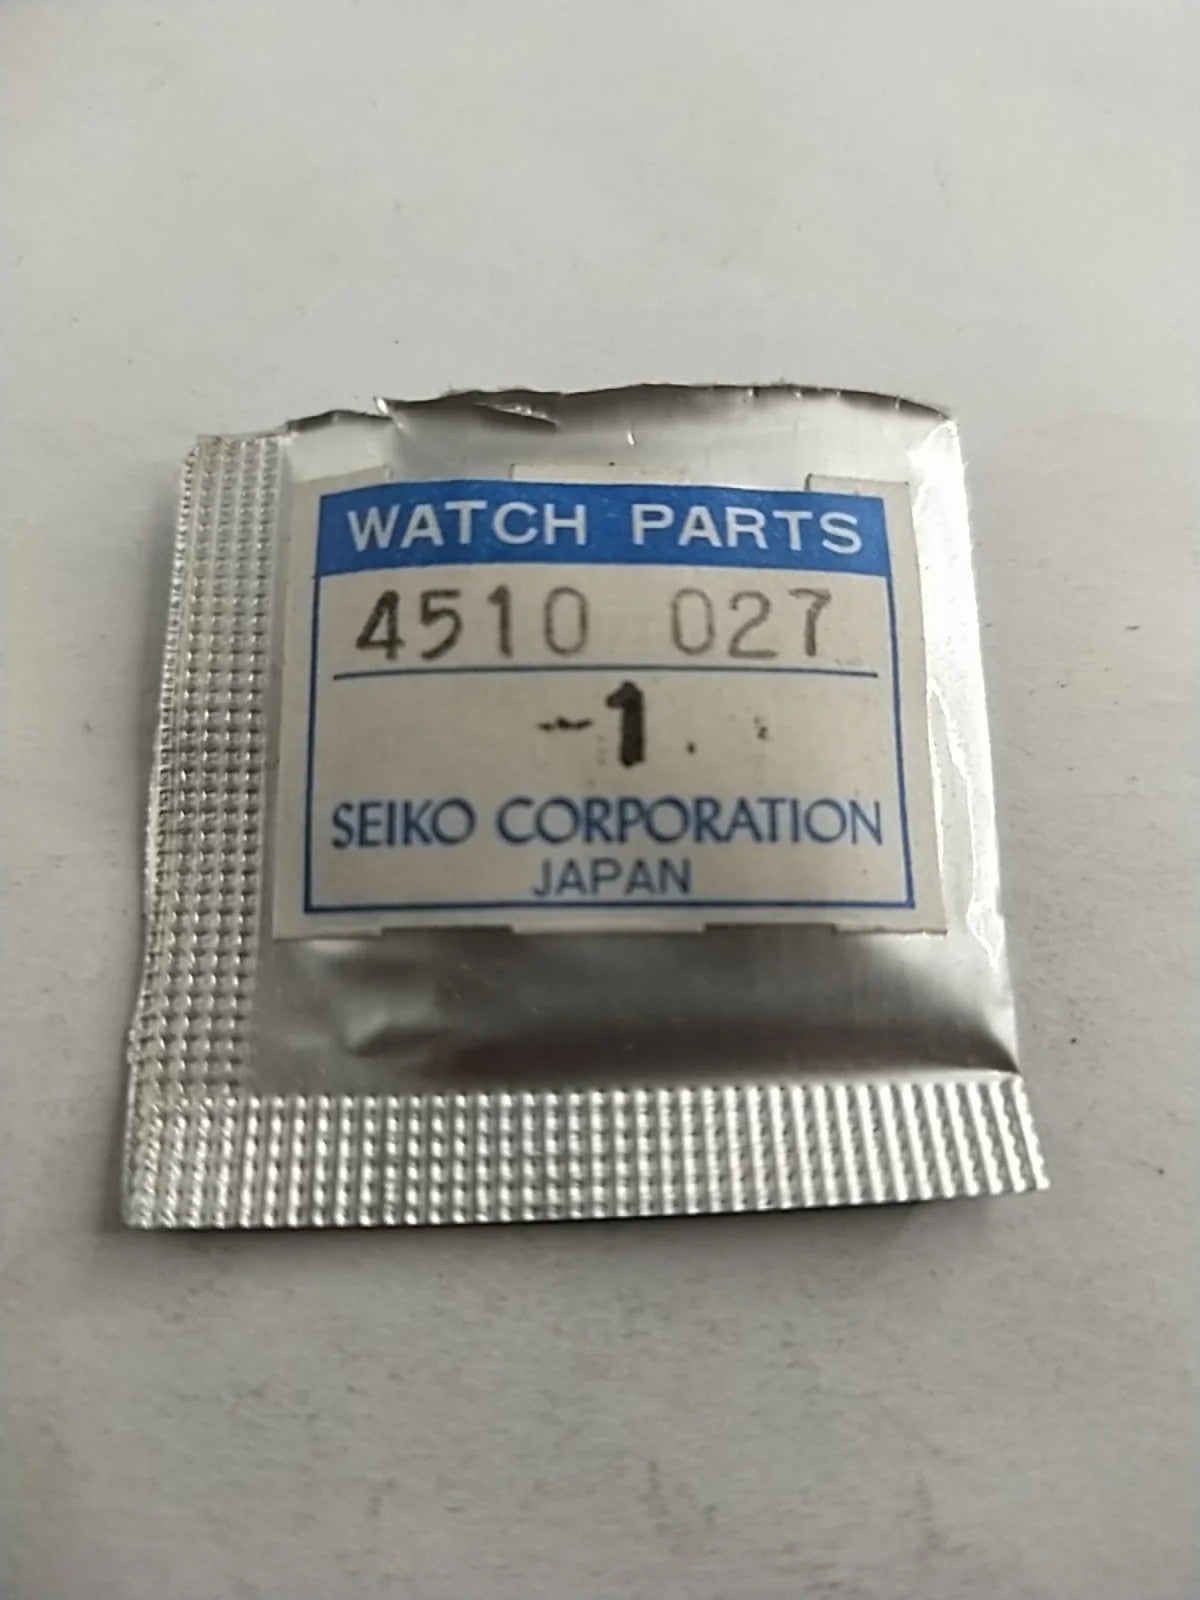 WATCH PARTS
4510 027
-1.
SEIKO CORPORATION
JAPAN